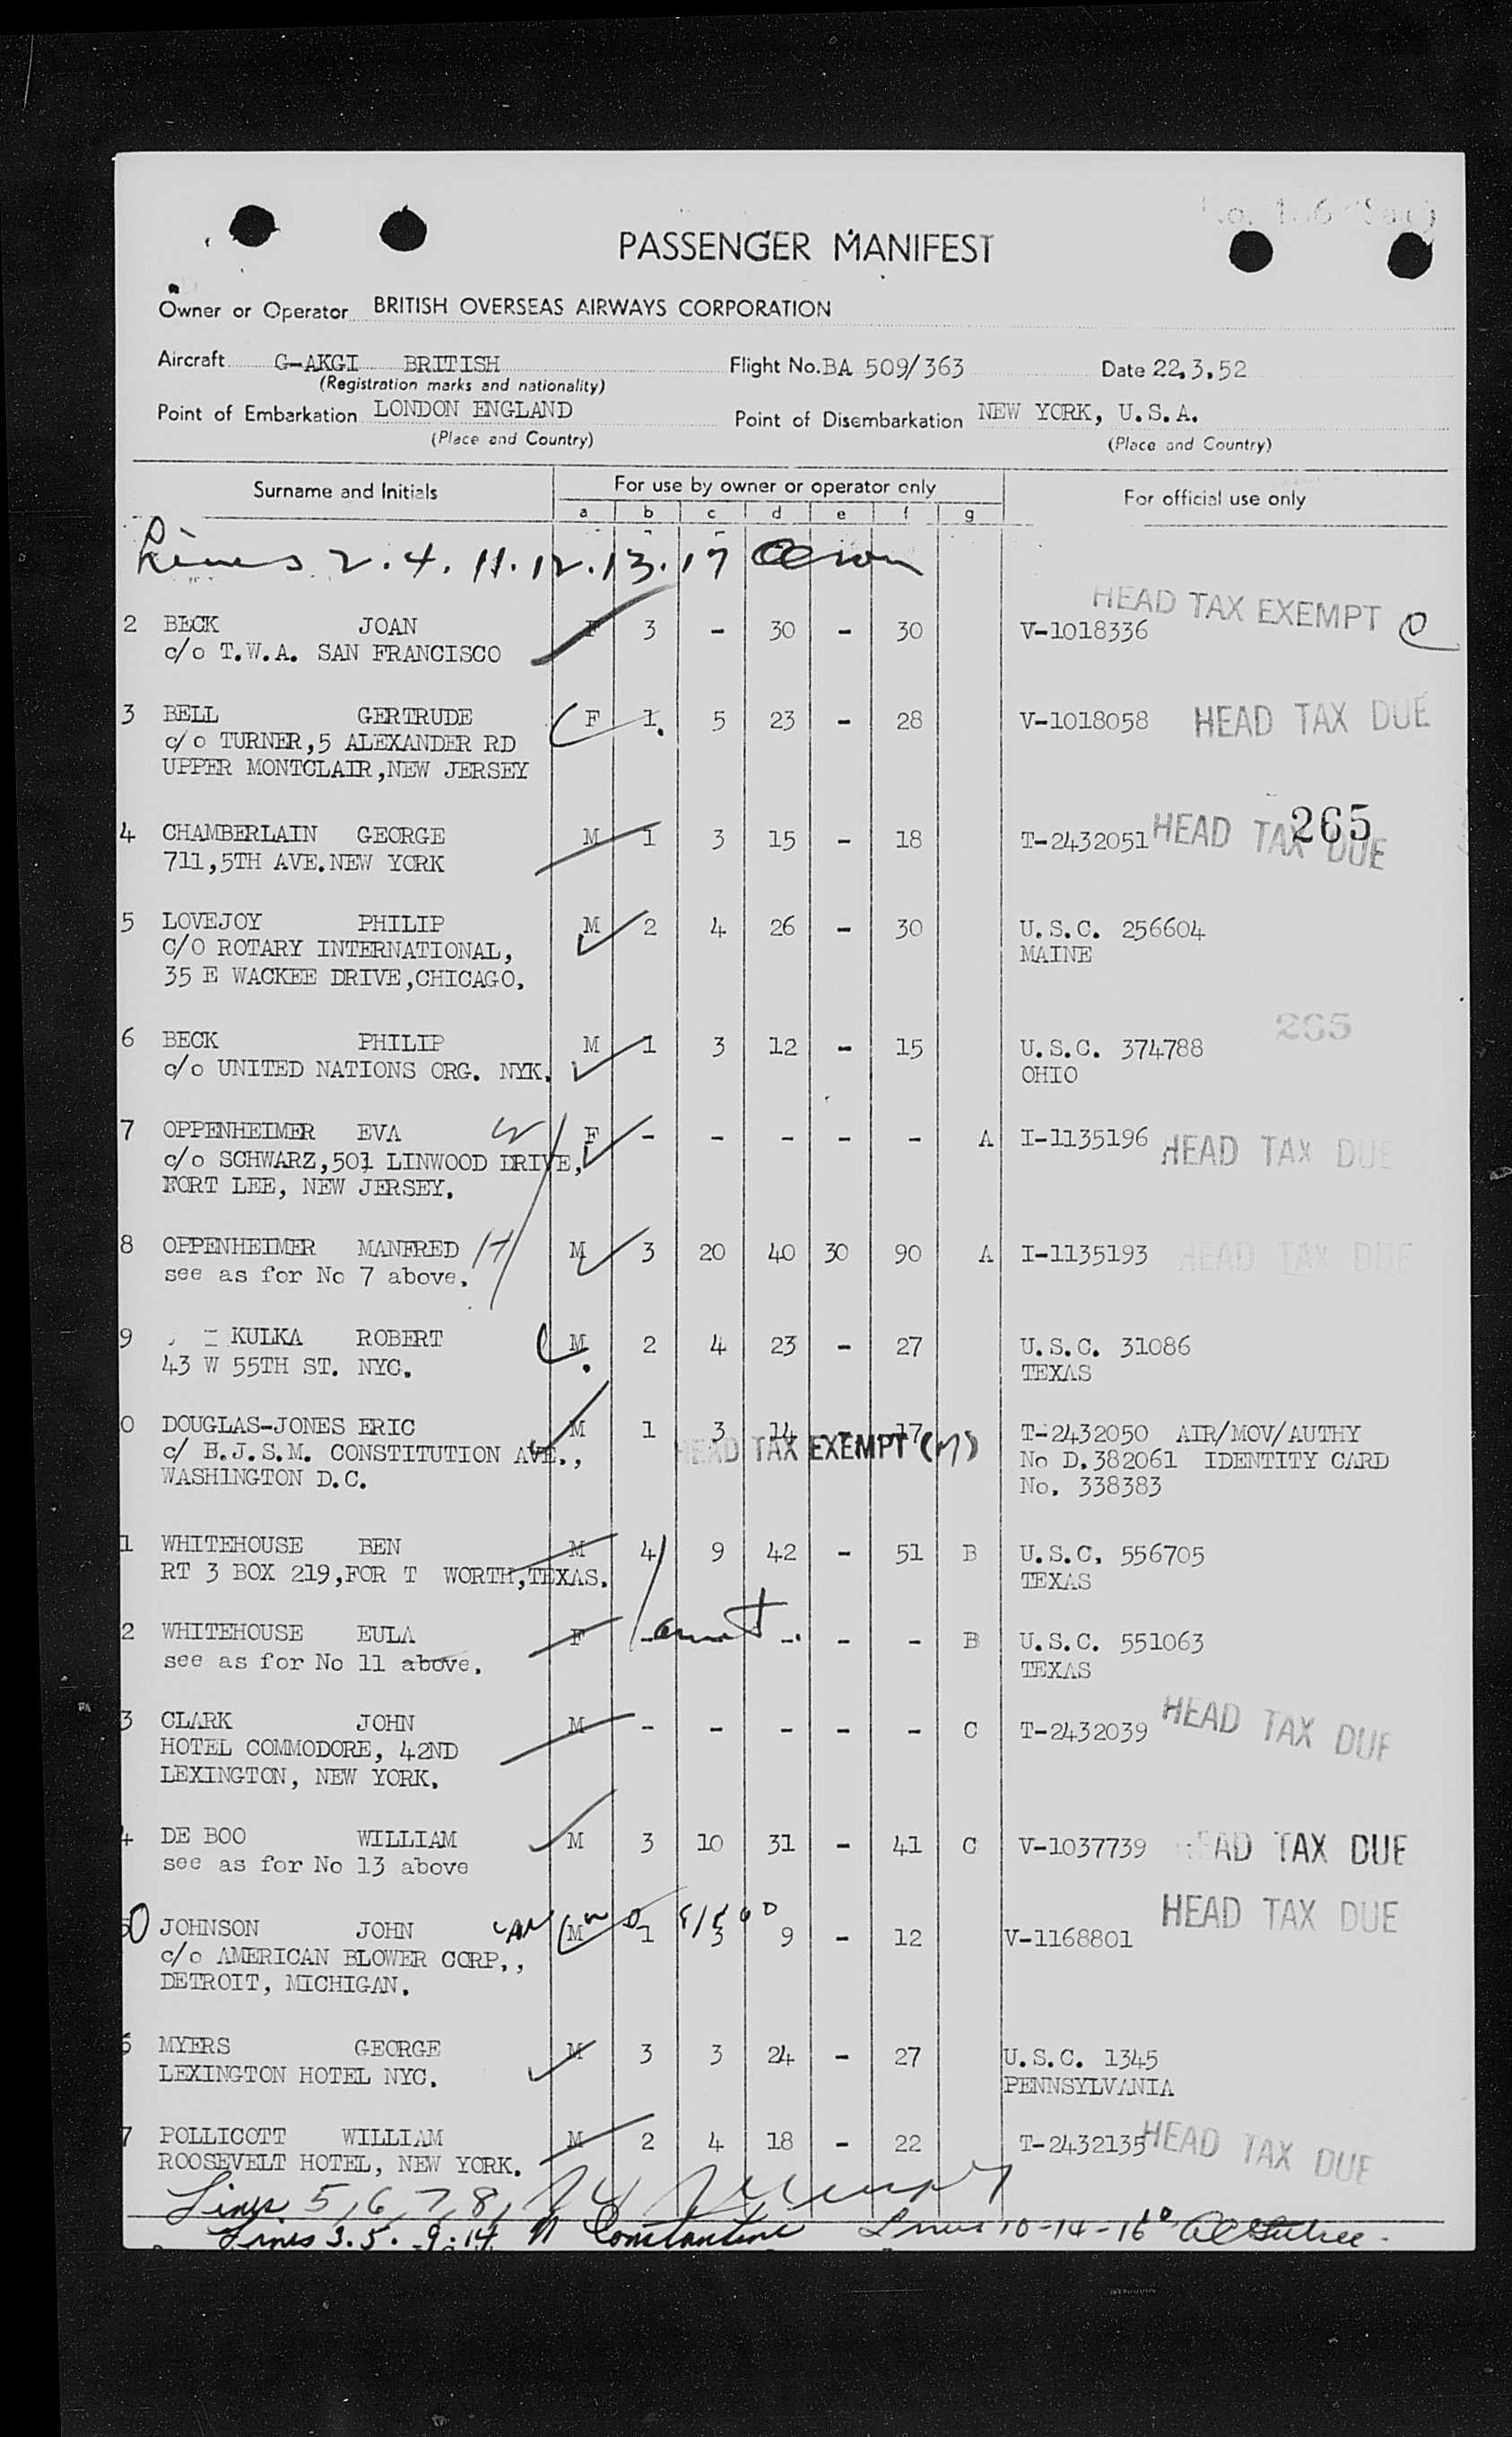 PASSENGER MANIFEST
Owner or Operator BRITISH OVERSEAS AIRWAYS CORPORATION
Aircraft G-AKGI BRITISH Flight No. BA 509/363 Date 22.3.52
(Registration marks and nationality)
Point of Embarkation LONDON ENGLAND Point of Disembarkation NEW YORK, U.S.A.
(Place and Country) (Place and Country)
Surname and Initials For use by owner or operator only For official use only
a b c d e f g
Lines 2.4.11.12.13.17
HEAD TAX EXEMPT
2 BECK JOAN F 3 - 30 - 30 V-1018336
c/o T.W.A. SAN FRANCISCO
3 BELL GERTRUDE F 1 5 23 - 28 V-1018058 HEAD TAX DUE
c/o TURNER,5 ALEXANDER RD
UPPER MONTCLAIR,NEW JERSEY
265
4 CHAMBERLAIN GEORGE M 1 3 15 - 18 T-2432051 HEAD TAX DUE
711,5TH AVE.NEW YORK
5 LOVEJOY PHILIP M 2 4 26 - 30 U.S.C. 256604
C/O ROTARY INTERNATIONAL, MAINE
35 E WACKEE DRIVE,CHICAGO.
265
6 BECK PHILIP M 1 3 12 - 15 U.S.C. 374788
c/o UNITED NATIONS ORG. NYK. OHIO
7 OPPENHEIMER EVA W F - - - - - A I-1135196 HEAD TAX DUE
c/o SCHWARZ,501 LINWOOD DRIVE,
FORT LEE, NEW JERSEY.
8 OPPENHEIMER MANFRED H M 3 20 40 30 90 A I-1135193 HEAD TAX DUE
see as for No 7 above.
9 KULKA ROBERT M 2 4 23 - 27 U.S.C. 31086
43 W 55TH ST. NYC. TEXAS
0 DOUGLAS-JONES ERIC M 1 3 14 - 17 T-2432050 AIR/MOV/AUTHY
c/ B.J.S.M. CONSTITUTION AVE., HEAD TAX EXEMPT (M) No D.382061 IDENTITY CARD
WASHINGTON D.C. No. 338383
1 WHITEHOUSE BEN M 4 9 42 - 51 B U.S.C. 556705
RT 3 BOX 219,FOR T WORTH,TEXAS. TEXAS
2 WHITEHOUSE EULA F - - - - B U.S.C. 551063
see as for No 11 above. TEXAS
3 CLARK JOHN M - - - - - C T-2432039 HEAD TAX DUE
HOTEL COMMODORE, 42ND
LEXINGTON, NEW YORK.
4 DE BOO WILLIAM M 3 10 31 - 41 C V-1037739 HEAD TAX DUE
see as for No 13 above
HEAD TAX DUE
5 JOHNSON JOHN M 1 3 9 - 12 V-1168801
c/o AMERICAN BLOWER CORP.,
DETROIT, MICHIGAN.
6 MYERS GEORGE M 3 3 24 - 27 U.S.C. 1345
LEXINGTON HOTEL NYC. PENNSYLVANIA
7 POLLICOTT WILLIAM M 2 4 18 - 22 T-2432135 HEAD TAX DUE
ROOSEVELT HOTEL, NEW YORK.
Lines 5,6,7,8,
Lines 3.5.9.14 Constantine Lines 10-14-16